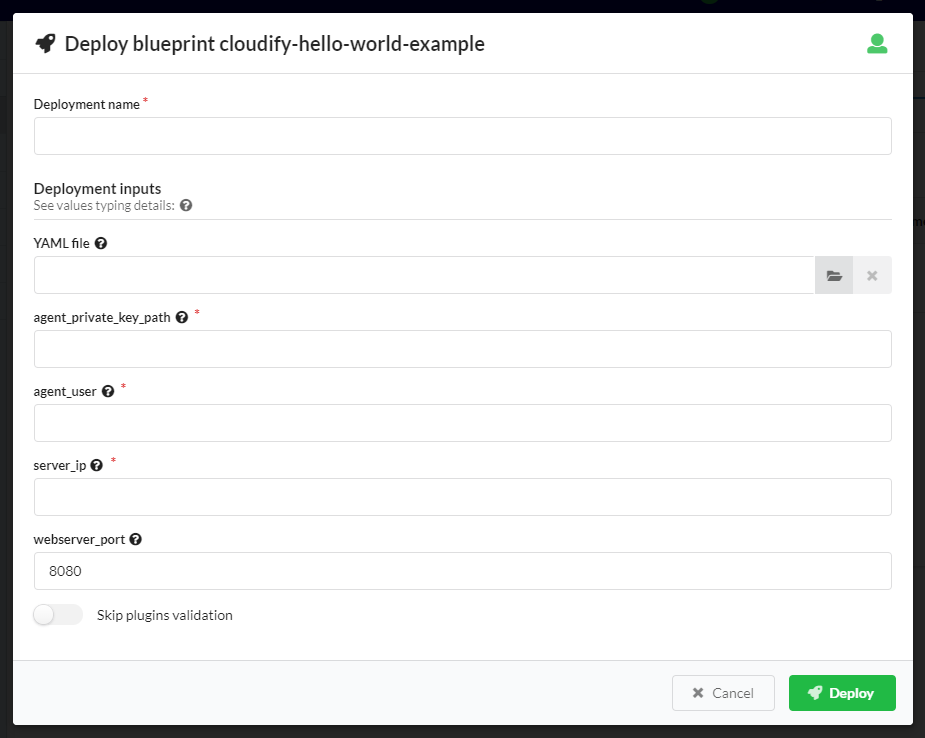 Deploy blueprint cloudify-hello-world-example
Deployment name *
Deployment inputs
See values typing details:
YAML file
agent_private_key_path *
agent_user *
server_ip *
webserver_port
8080
Skip plugins validation
Cancel
Deploy